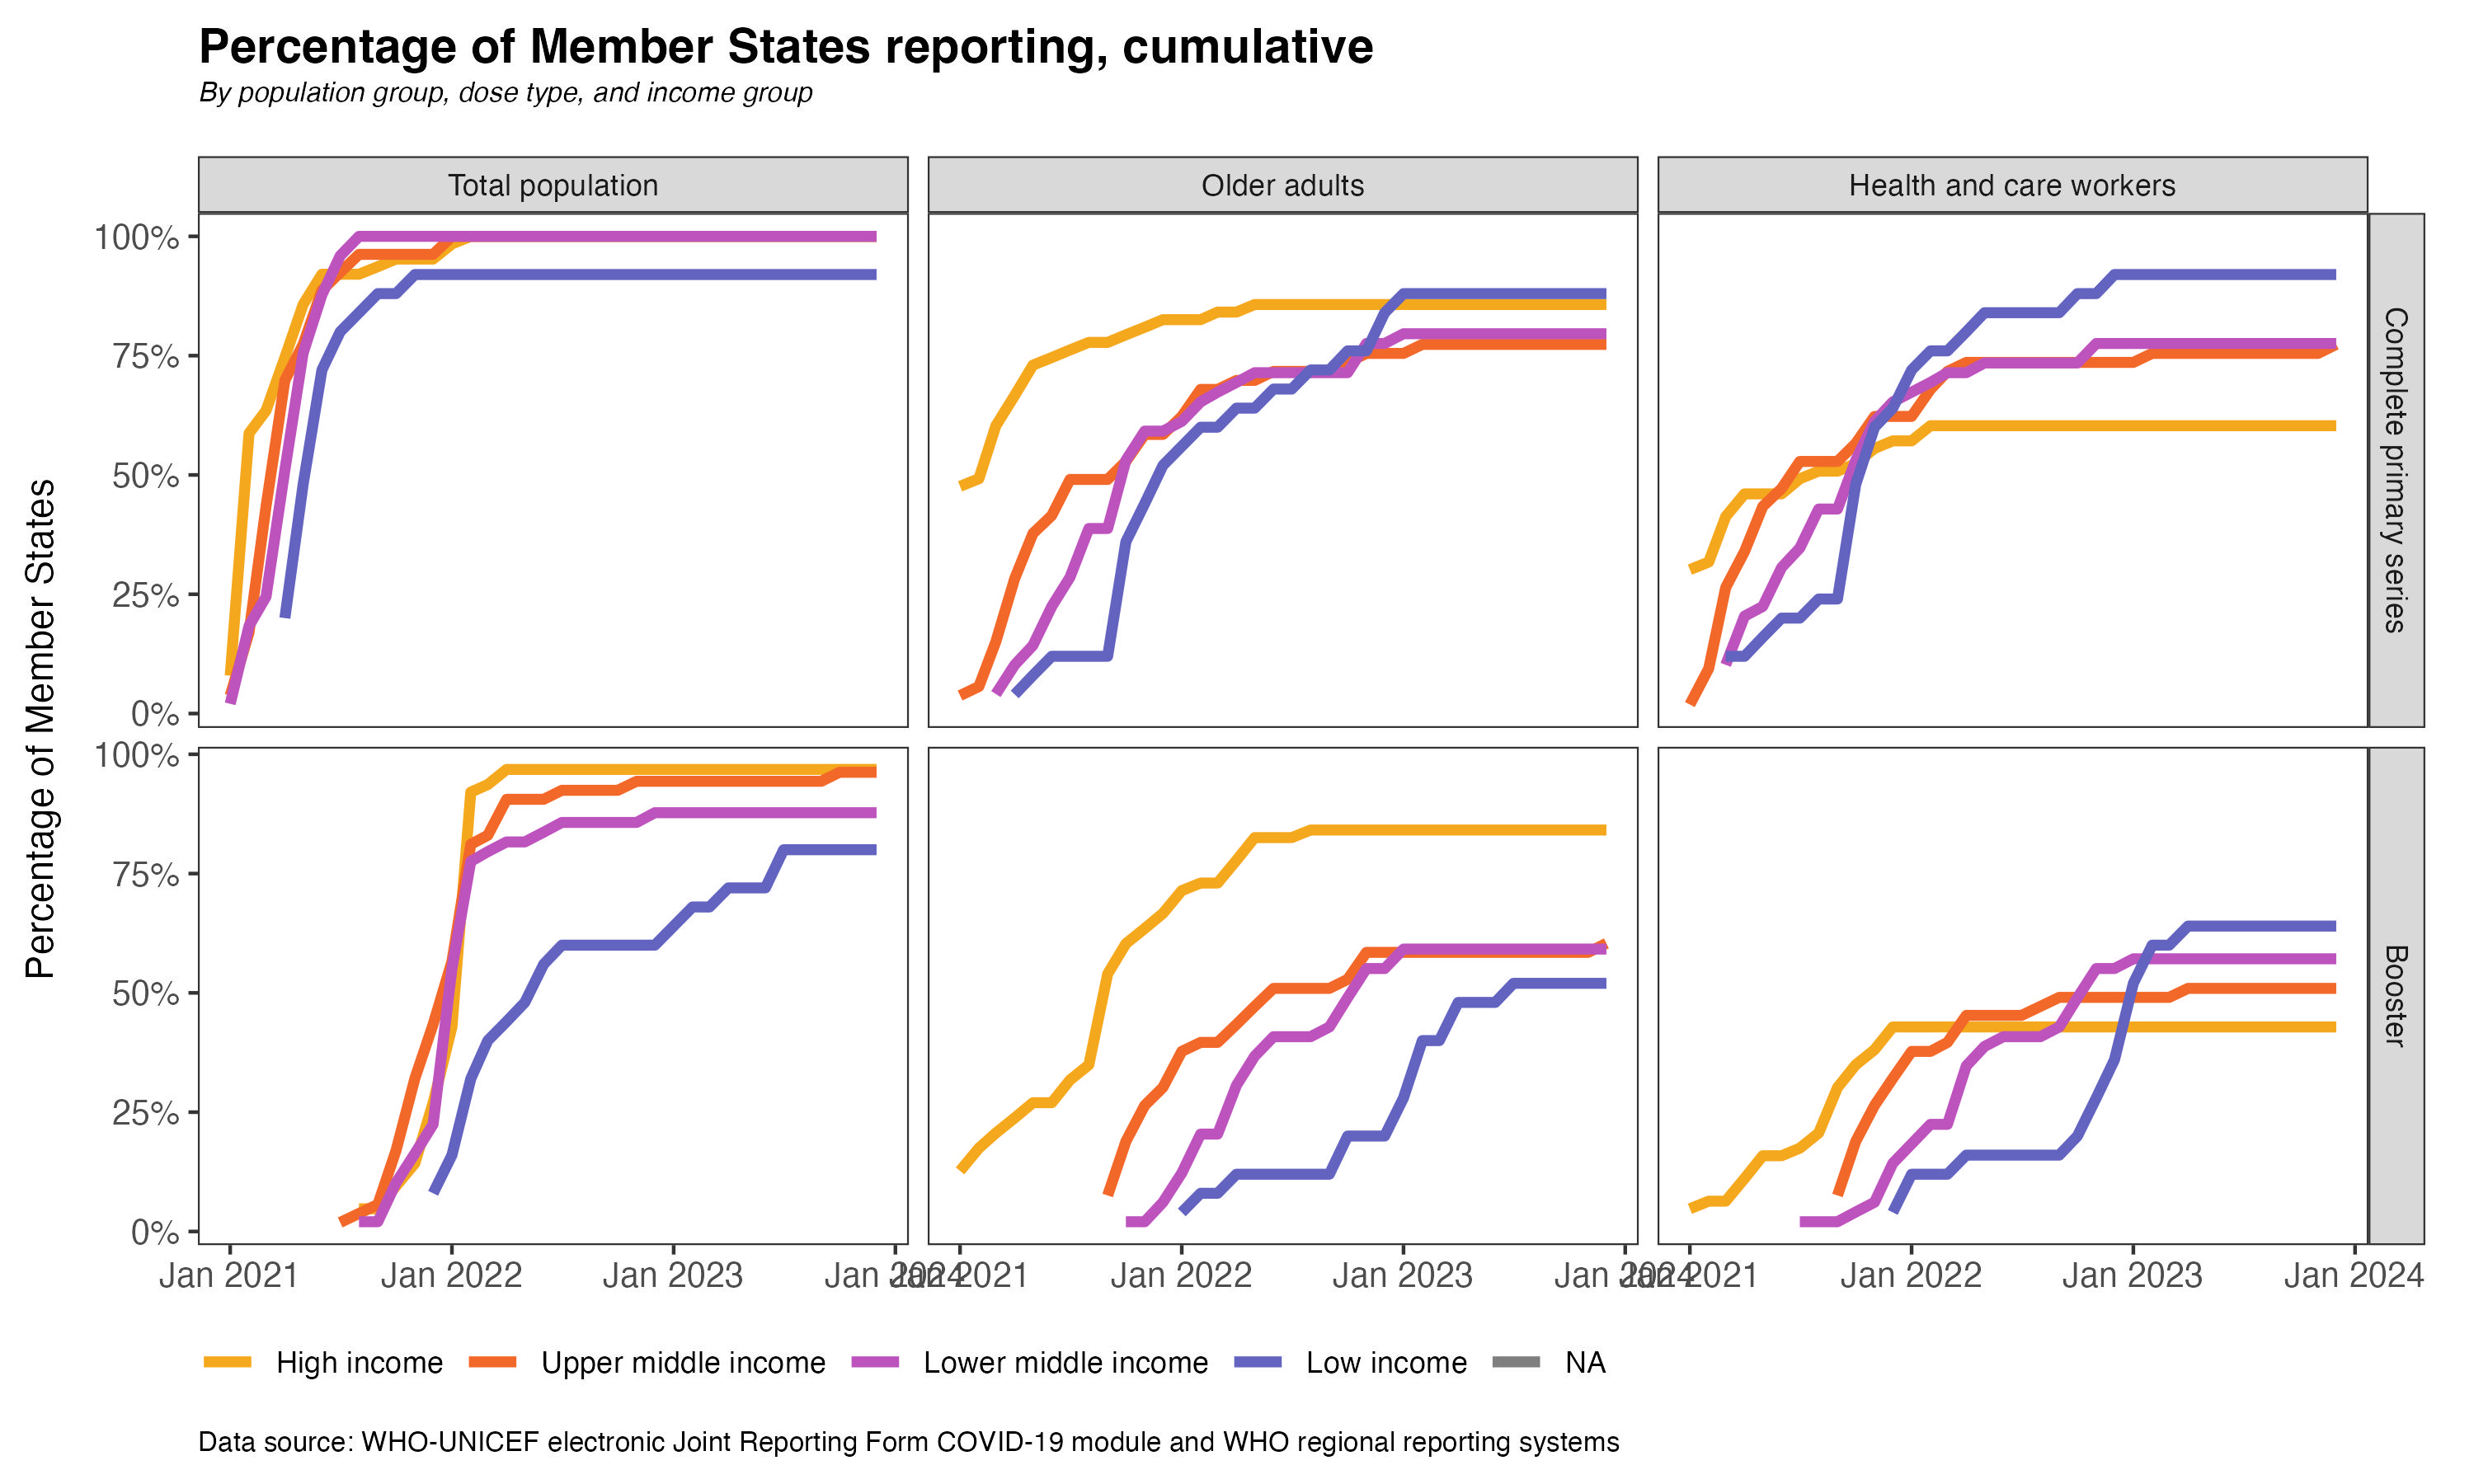 Percentage of Member States reporting, cumulative
By population group, dose type, and income group
Total population
Older adults
Health and care workers
Percentage of Member States
100%
75%
50%
25%
0%
Complete primary series
100%
75%
50%
25%
0%
Booster
Jan 2021
Jan 2022
Jan 2023
Jan 2024
Jan 2021
Jan 2022
Jan 2023
Jan 2024
Jan 2021
Jan 2022
Jan 2023
Jan 2024
High income
Upper middle income
Lower middle income
Low income
NA
Data source: WHO-UNICEF electronic Joint Reporting Form COVID-19 module and WHO regional reporting systems